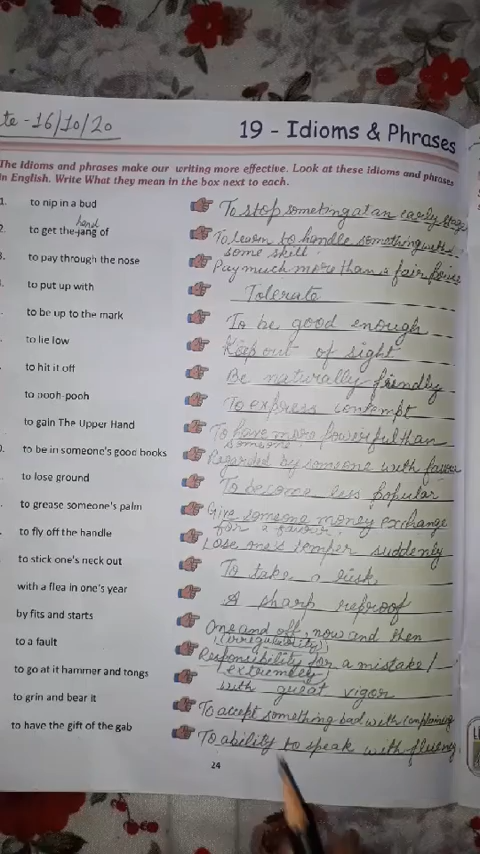 te - 16/10/20
19 - Idioms & Phrases
The idioms and phrases make our writing more effective. Look at these idioms and phrases
in English. Write What they mean in the box next to each.
1. to nip in a bud To stop someting at an early stage
2. to get the jang of hand To learn to handle something with some skill.
to pay through the nose Pay much more than a fair price
to put up with Tolerate
to be up to the mark To be good enough
to lie low Keep out of sight
to hit it off Be naturally friendly
to pooh-pooh To express contempt
to gain The Upper Hand To have more powerful than someone
0. to be in someone's good books Regarded by someone with favour
to lose ground To become less popular
to grease someone's palm Give someone money exchange for a favour
to fly off the handle Lose one's temper suddenly
to stick one's neck out To take a risk
with a flea in one's year A sharp reproof
by fits and starts One and off, now and then (irregularity)
to a fault Responsibility for a mistake / (extremely)
to go at it hammer and tongs with great vigor
to grin and bear it To accept something bad with complaining
to have the gift of the gab To ability to speak with fluency
24